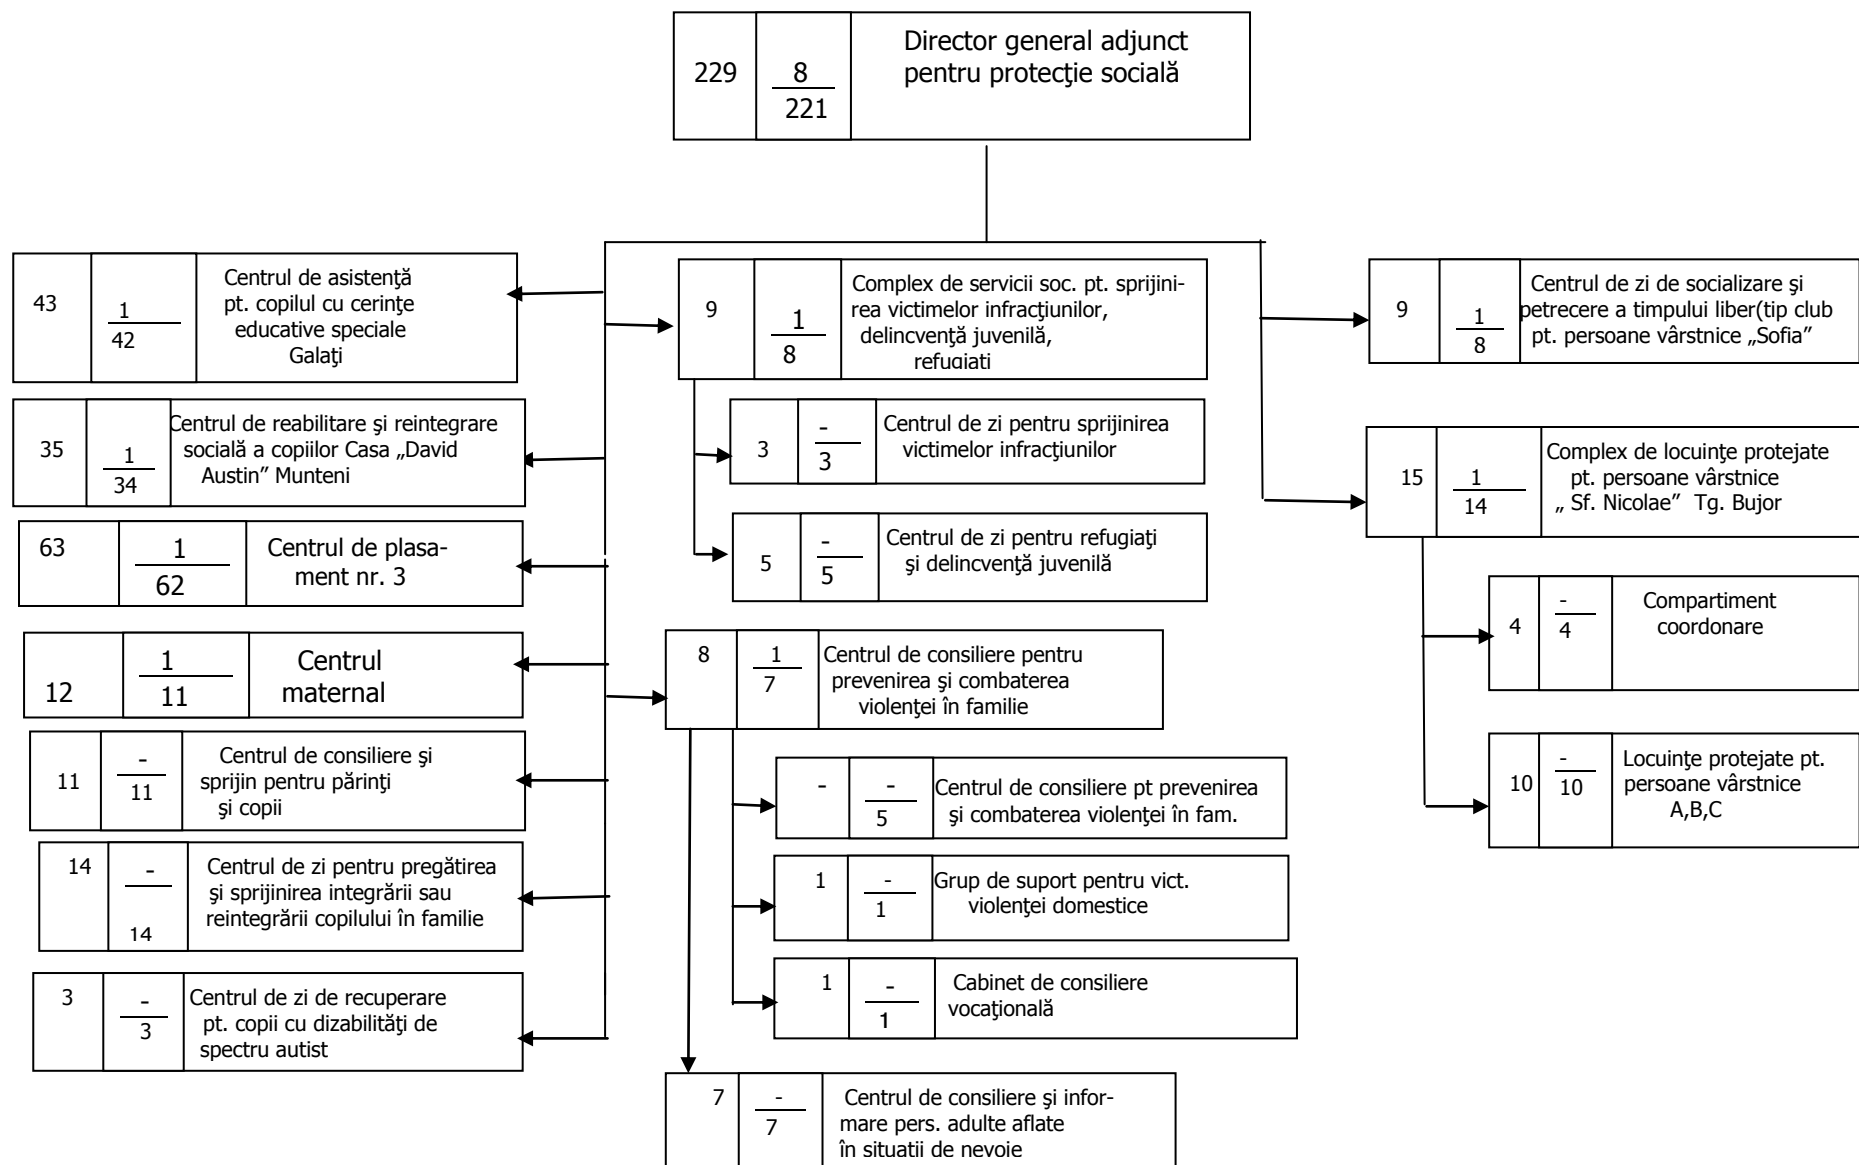 229
8
221
Director general adjunct
pentru protecţie socială
43
1
42
Centrul de asistenţă
pt. copilul cu cerinţe
educative speciale
Galaţi
35
1
34
Centrul de reabilitare şi reintegrare
socială a copiilor Casa „David
Austin” Munteni
63
1
62
Centrul de plasa-
ment nr. 3
12
1
11
Centrul
maternal
11
-
11
Centrul de consiliere şi
sprijin pentru părinţi
şi copii
14
-
14
Centrul de zi pentru pregătirea
şi sprijinirea integrării sau
reintegrării copilului în familie
3
-
3
Centrul de zi de recuperare
pt. copii cu dizabilităţi de
spectru autist
9
1
8
Complex de servicii soc. pt. sprijini-
rea victimelor infracţiunilor,
delincvenţă juvenilă,
refugiati
3
-
3
Centrul de zi pentru sprijinirea
victimelor infracţiunilor
5
-
5
Centrul de zi pentru refugiaţi
şi delincvenţă juvenilă
8
1
7
Centrul de consiliere pentru
prevenirea şi combaterea
violenţei în familie
-
-
5
Centrul de consiliere pt prevenirea
şi combaterea violenţei în fam.
1
-
1
Grup de suport pentru vict.
violenţei domestice
1
-
1
Cabinet de consiliere
vocaţională
7
-
7
Centrul de consiliere şi infor-
mare pers. adulte aflate
în situatii de nevoie
9
1
8
Centrul de zi de socializare şi
petrecere a timpului liber(tip club
pt. persoane vârstnice „Sofia”
15
1
14
Complex de locuinţe protejate
pt. persoane vârstnice
„ Sf. Nicolae” Tg. Bujor
4
-
4
Compartiment
coordonare
10
-
10
Locuinţe protejate pt.
persoane vârstnice
A,B,C